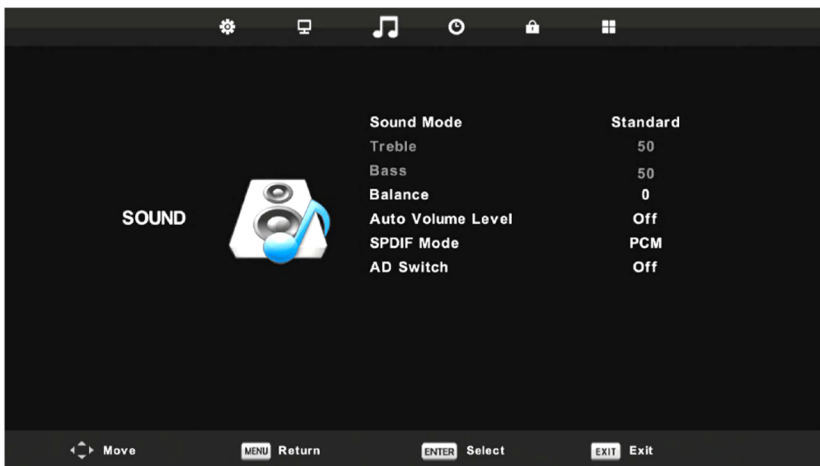 Sound Mode Standard
Treble 50
Bass 50
Balance 0
SOUND
Auto Volume Level Off
SPDIF Mode PCM
AD Switch Off
Move MENU Return ENTER Select EXIT Exit